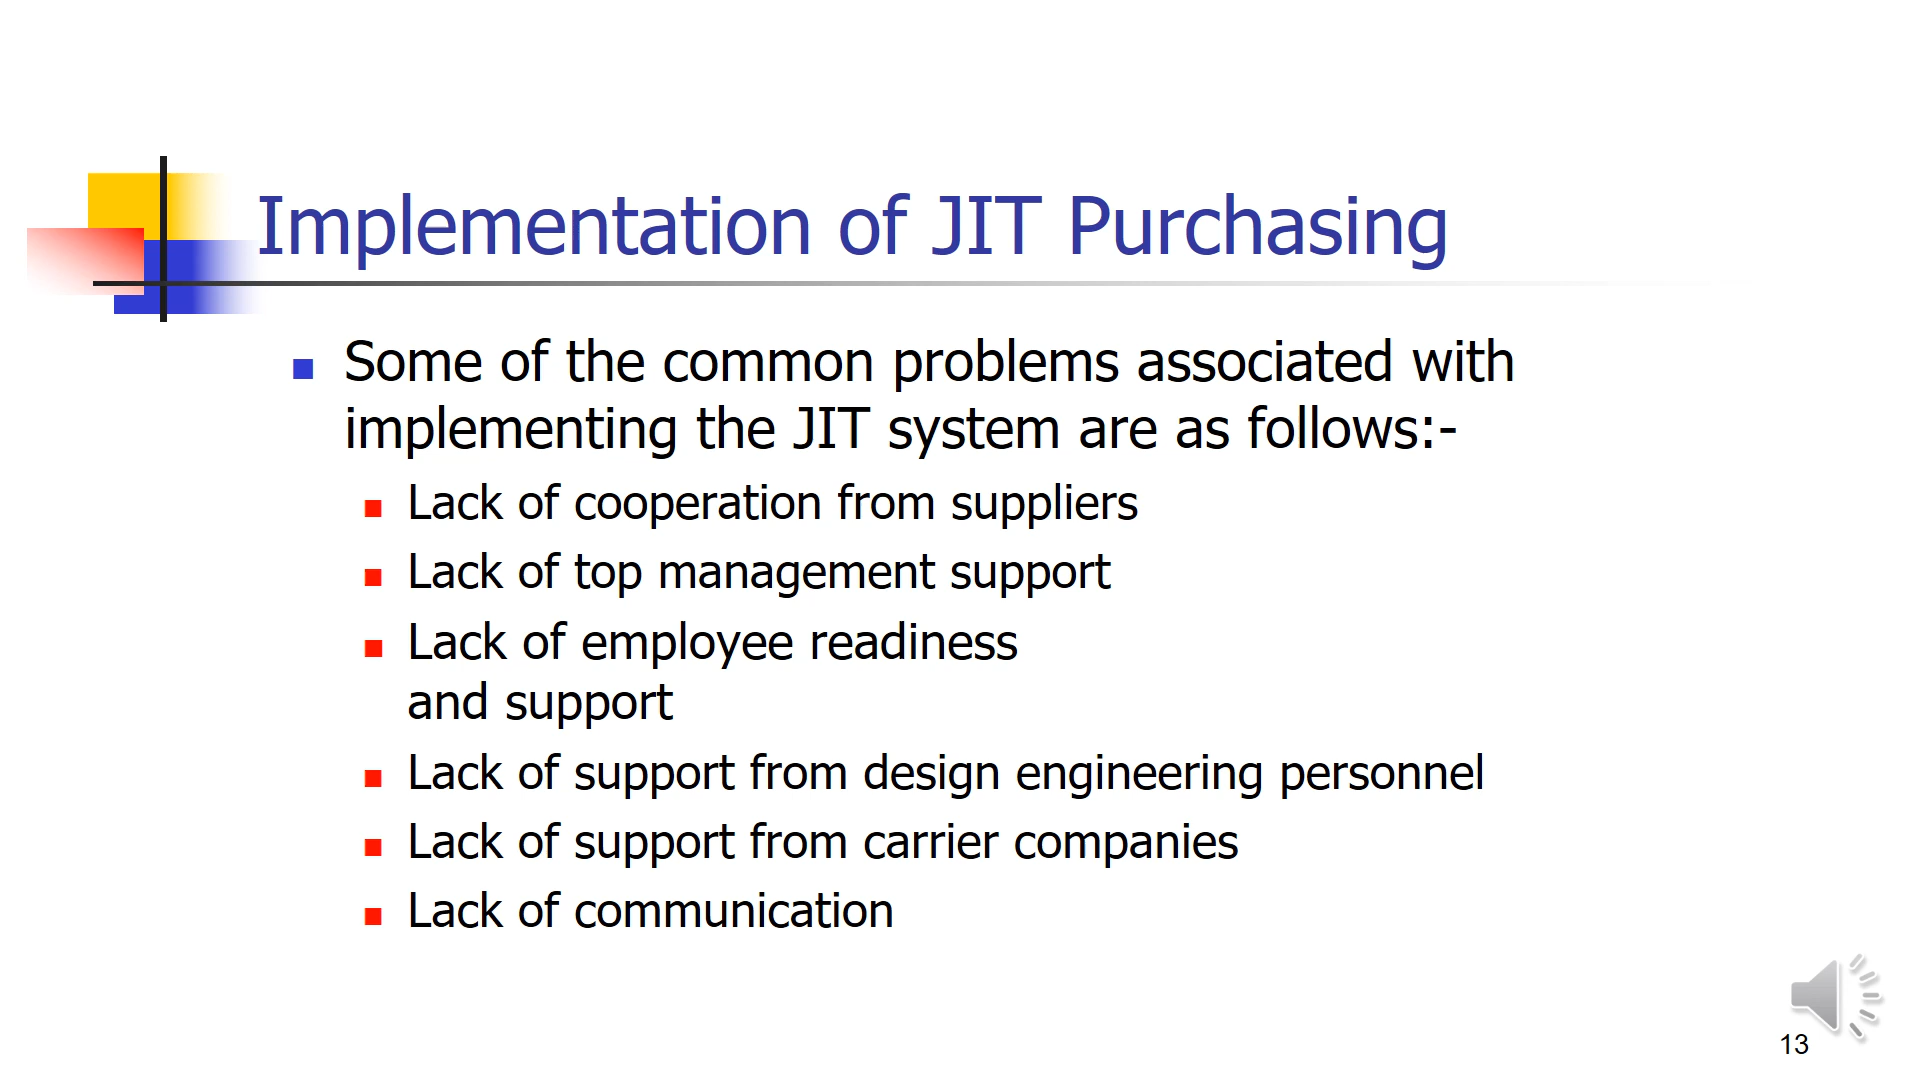 Implementation of JIT Purchasing
Some of the common problems associated with
implementing the JIT system are as follows:-
Lack of cooperation from suppliers
Lack of top management support
Lack of employee readiness
and support
Lack of support from design engineering personnel
Lack of support from carrier companies
Lack of communication
13